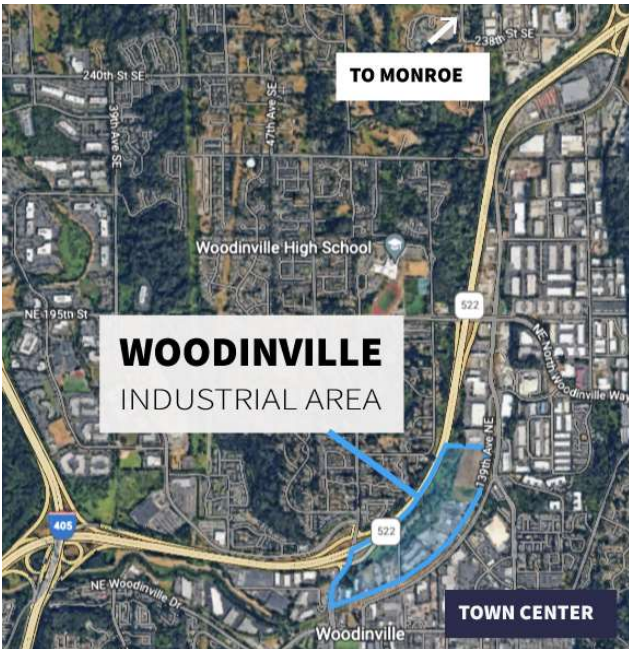 238th St SE
TO MONROE
240th St SE
39th Ave SE
47th Ave SE
Woodinville High School
522
NE 195th St
WOODINVILLE
INDUSTRIAL AREA
NE North Woodinville Way
139th Ave NE
522
405
NE Woodinville Dr
TOWN CENTER
Woodinville